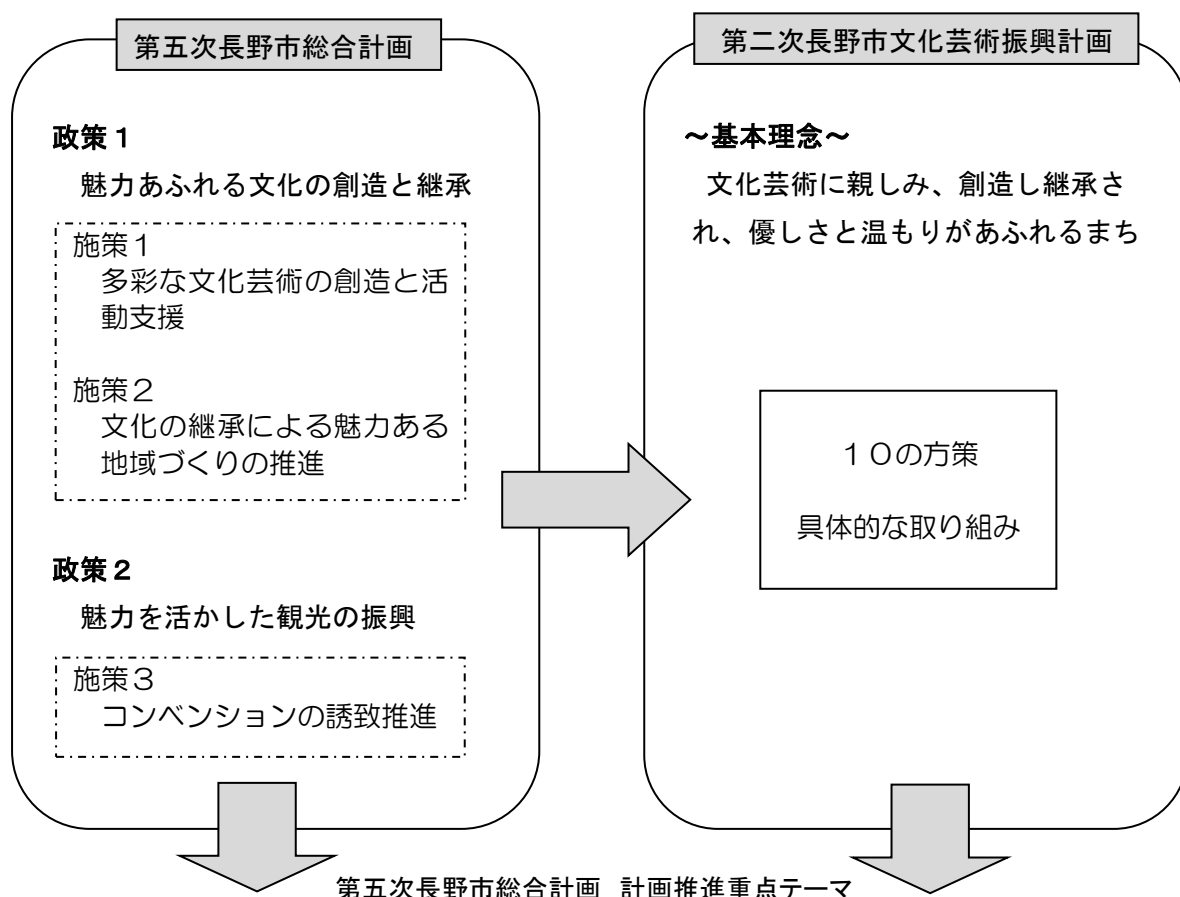 第五次長野市総合計画
政策１
魅力あふれる文化の創造と継承
施策１
多彩な文化芸術の創造と活
動支援
施策２
文化の継承による魅力ある
地域づくりの推進
政策２
魅力を活かした観光の振興
施策３
コンベンションの誘致推進
第二次長野市文化芸術振興計画
～基本理念～
文化芸術に親しみ、創造し継承さ
れ、優しさと温もりがあふれるまち
１０の方策
具体的な取り組み
第五次長野市総合計画 計画推進重点テーマ